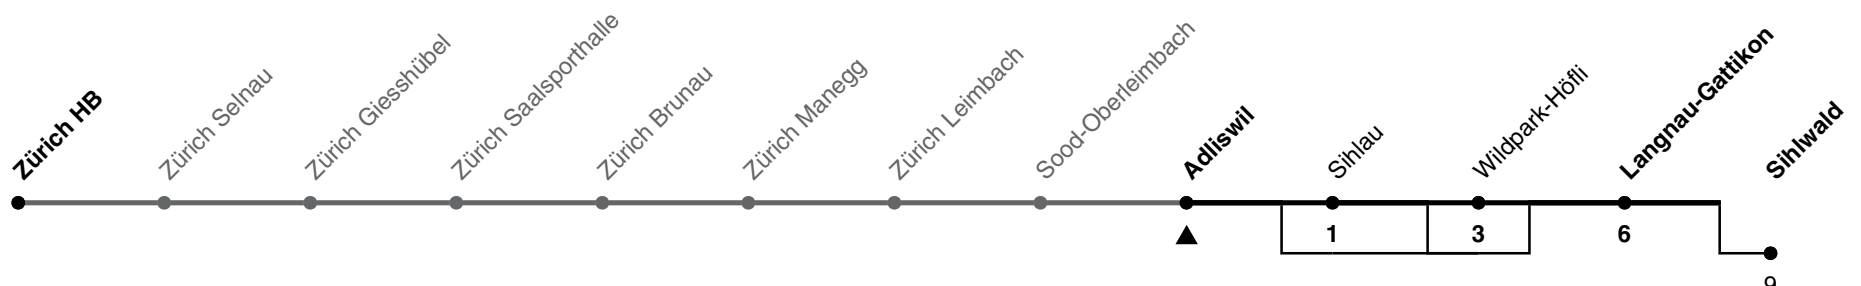 Zürich HB
Zürich Selnau
Zürich Giesshübel
Zürich Saalsporthalle
Zürich Brunau
Zürich Manegg
Zürich Leimbach
Sood-Oberleimbach
Adliswil
Sihlau
Wildpark-Höfli
Langnau-Gattikon
Sihlwald
1
3
6
9